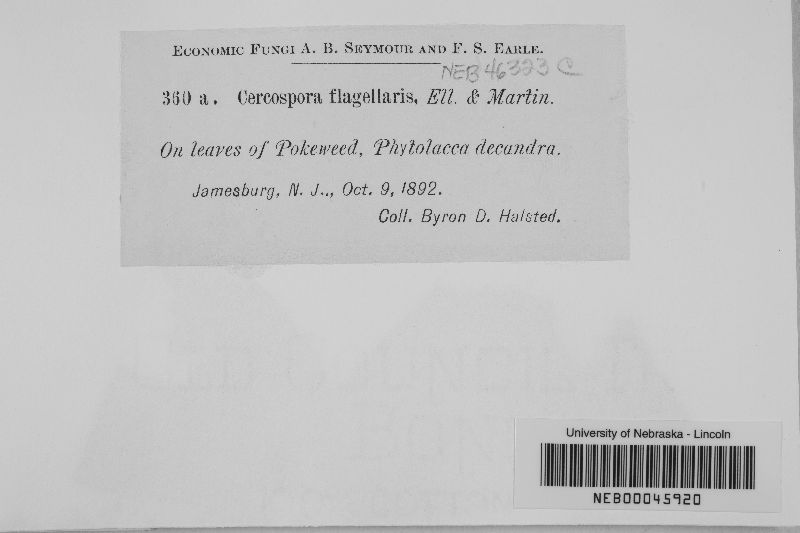 Economic Fungi A. B. Seymour and F. S. Earle.
NEB 46323 C
360 a. Cercospora flagellaris, Ell. & Martin.
On leaves of Pokeweed, Phytolacca decandra.
Jamesburg, N. J.,, Oct. 9, 1892.
Coll. Byron D. Halsted.
University of Nebraska - Lincoln
NEB00045920